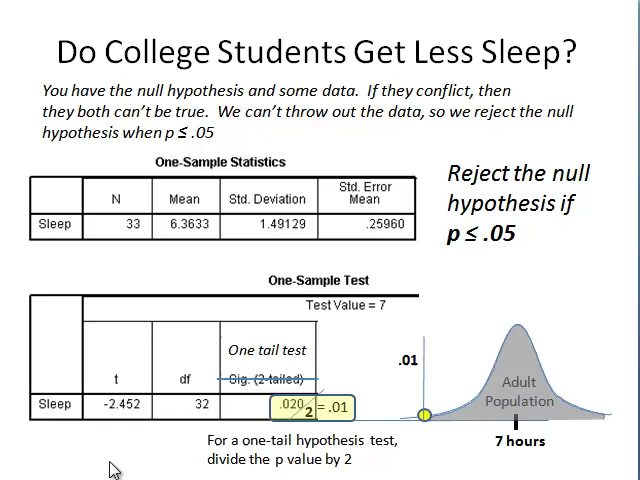 Do College Students Get Less Sleep?
You have the null hypothesis and some data.  If they conflict, then
they both can't be true.  We can't throw out the data, so we reject the null
hypothesis when p ≤ .05
One-Sample Statistics
N Mean Std. Deviation Std. Error Mean
Sleep 33 6.3633 1.49129 .25960
Reject the null
hypothesis if
p ≤ .05
One-Sample Test
Test Value = 7
One tail test
t df Sig. (2-tailed)
Sleep -2.452 32 .020 2 = .01
.01
Adult
Population
7 hours
For a one-tail hypothesis test,
divide the p value by 2